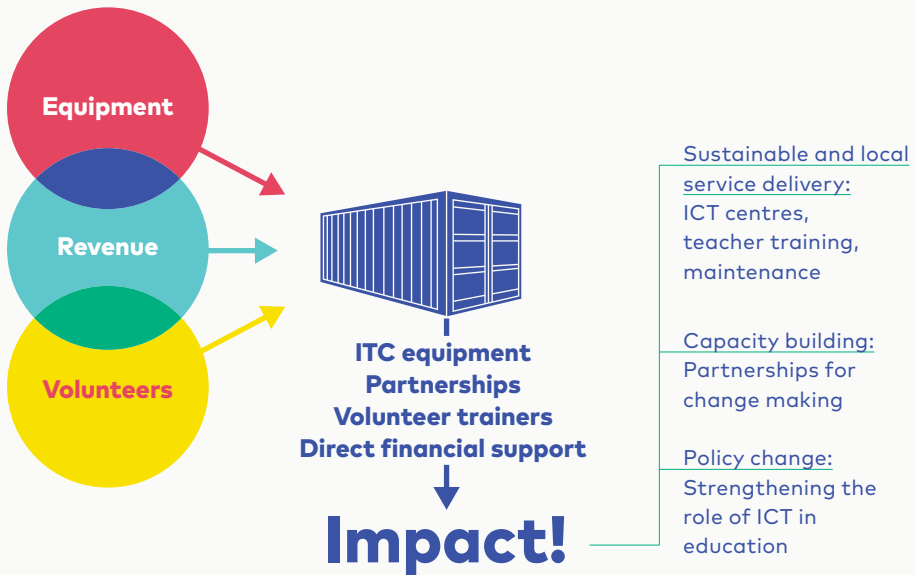 Equipment
Revenue
Volunteers
ITC equipment
Partnerships
Volunteer trainers
Direct financial support
Impact!
Sustainable and local
service delivery:
ICT centres,
teacher training,
maintenance
Capacity building:
Partnerships for
change making
Policy change:
Strengthening the
role of ICT in
education